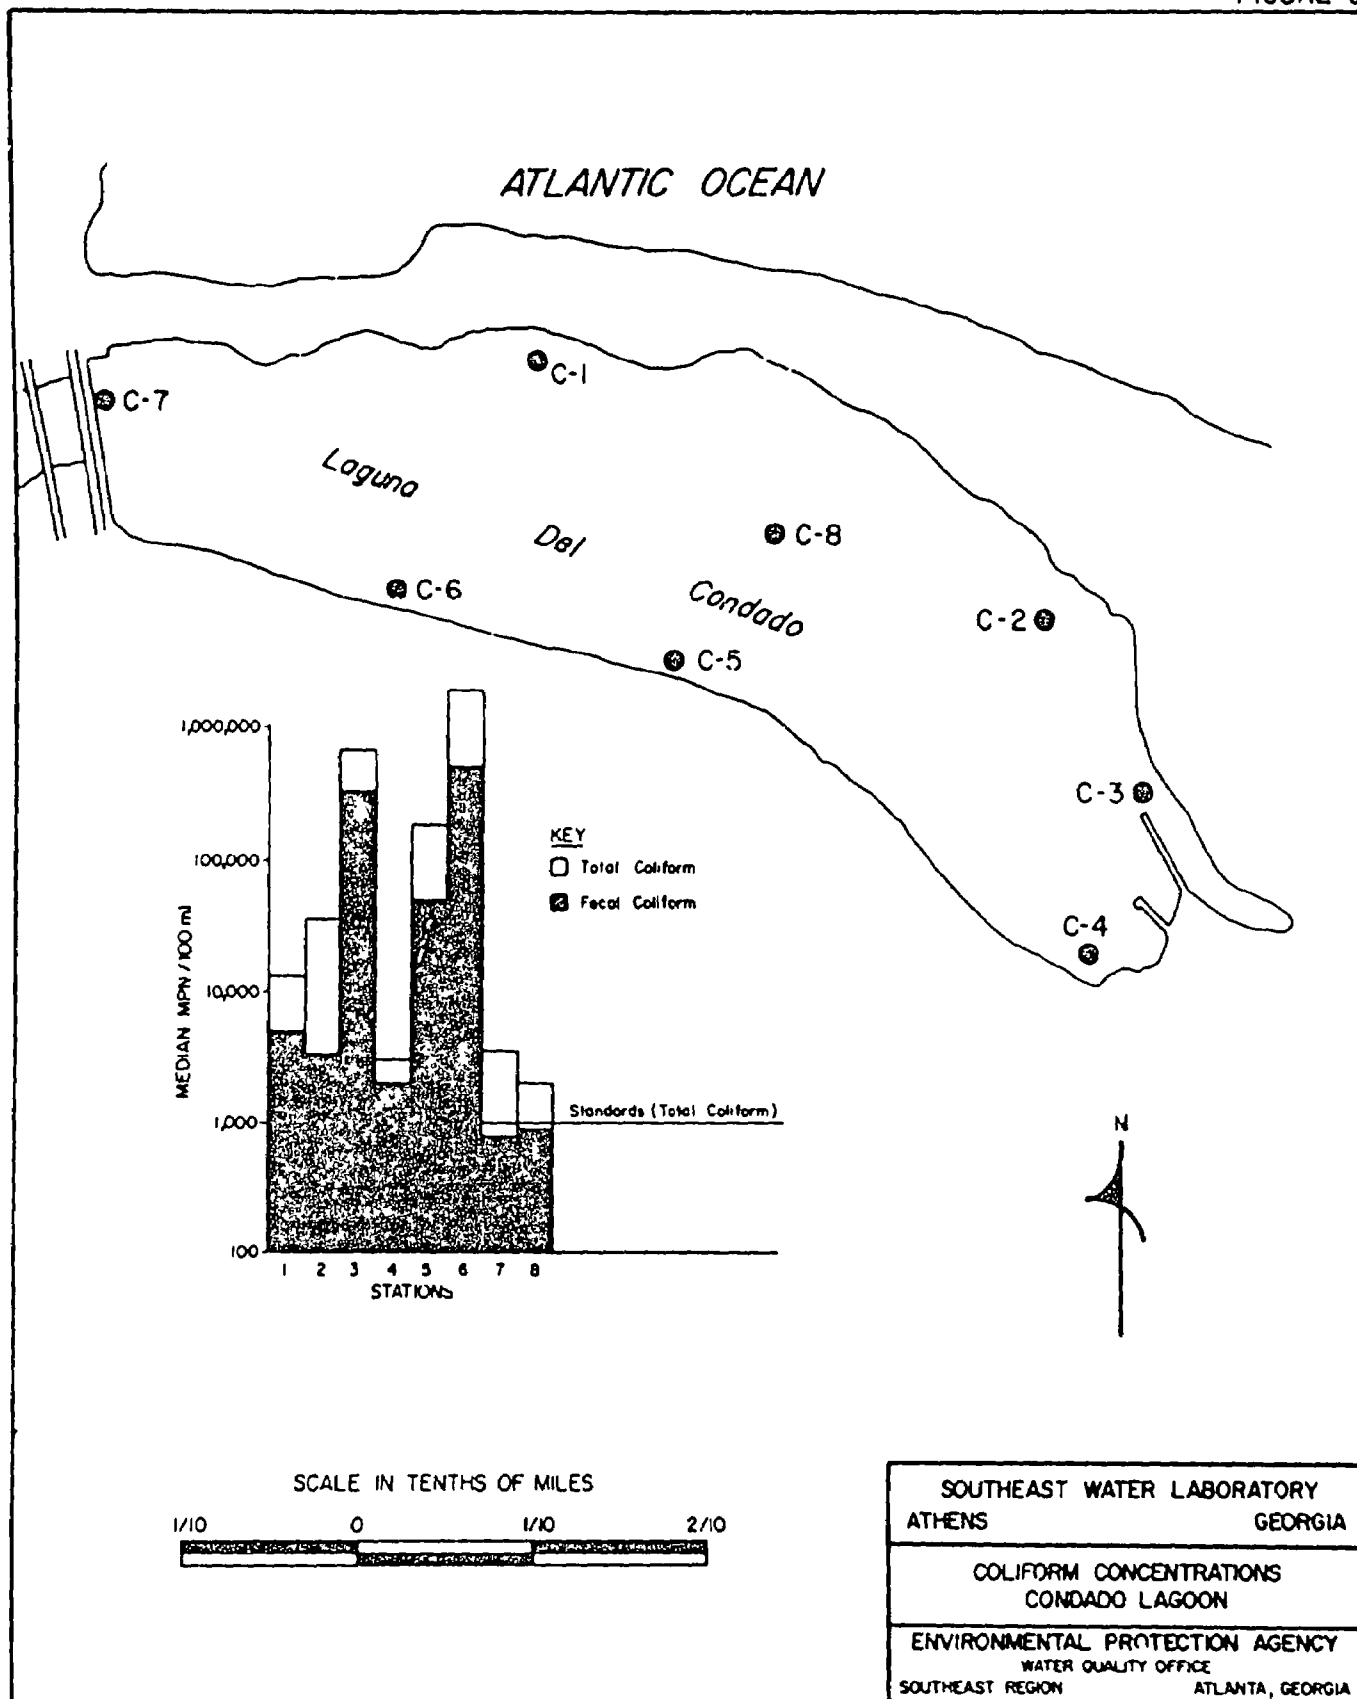 ATLANTIC OCEAN
C-1
C-7
Laguna
Del
Condado
C-8
C-6
C-2
C-5
C-3
C-4
1,000,000
100,000
10,000
1,000
100
MEDIAN MPN/100 ml
KEY
Total Coliform
Fecal Coliform
Standards (Total Coliform)
1 2 3 4 5 6 7 8
STATIONS
N
SCALE IN TENTHS OF MILES
1/10 0 1/10 2/10
SOUTHEAST WATER LABORATORY
ATHENS GEORGIA
COLIFORM CONCENTRATIONS
CONDADO LAGOON
ENVIRONMENTAL PROTECTION AGENCY
WATER QUALITY OFFICE
SOUTHEAST REGION ATLANTA, GEORGIA